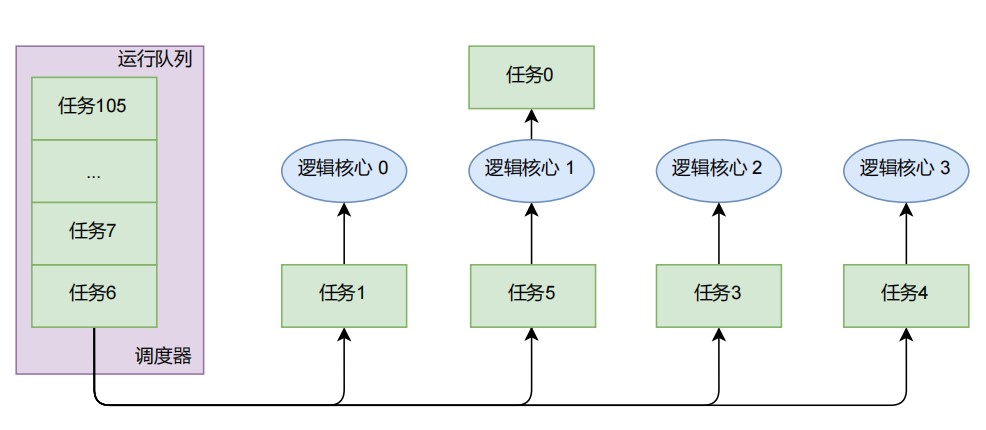 运行队列
任务105
...
任务7
任务6
调度器
任务0
逻辑核心 0
逻辑核心 1
逻辑核心 2
逻辑核心 3
任务1
任务5
任务3
任务4